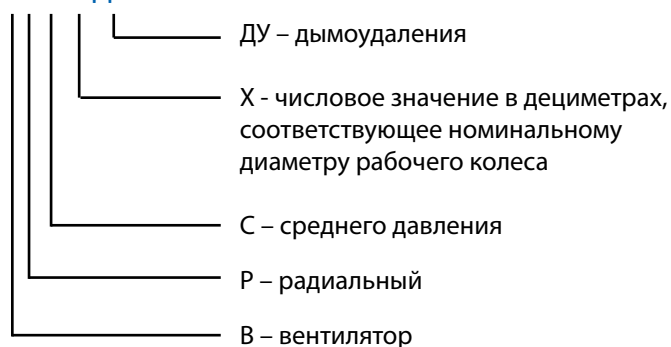 ДУ – дымоудаления
Х - числовое значение в дециметрах,
соответствующее номинальному
диаметру рабочего колеса
С – среднего давления
Р – радиальный
В – вентилятор